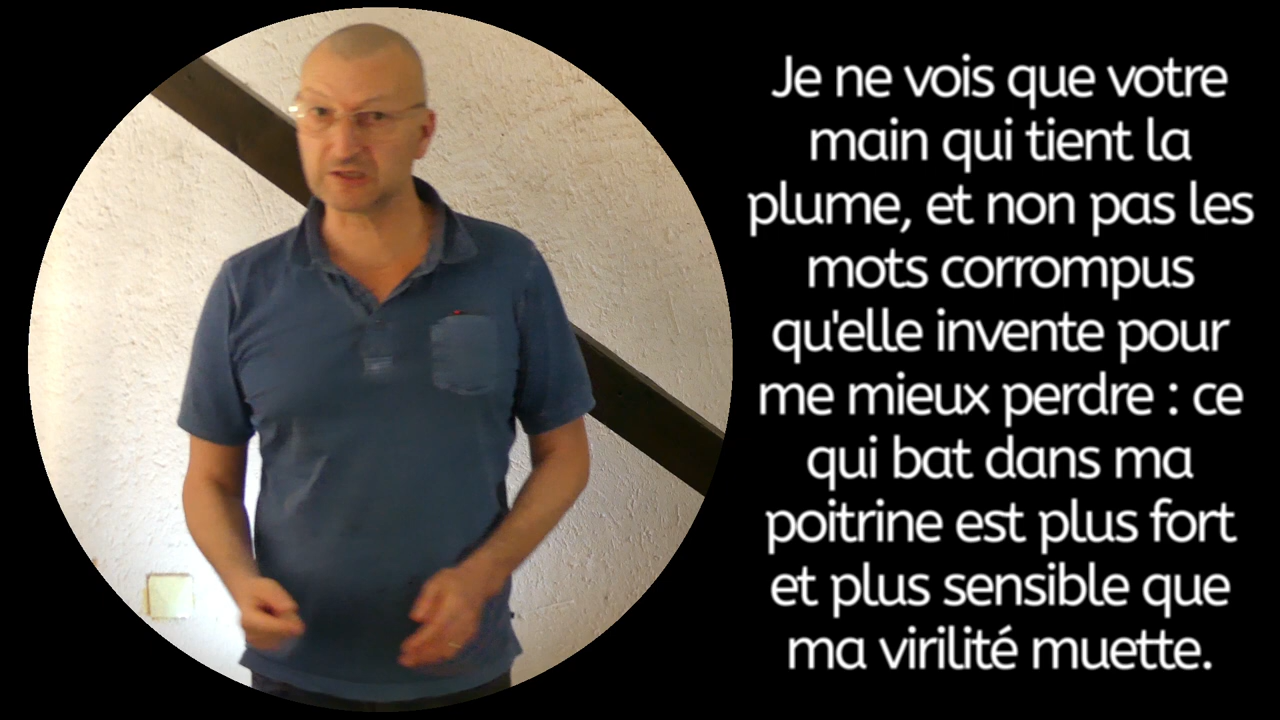 Je ne vois que votre
main qui tient la
plume, et non pas les
mots corrompus
qu'elle invente pour
me mieux perdre : ce
qui bat dans ma
poitrine est plus fort
et plus sensible que
ma virilité muette.